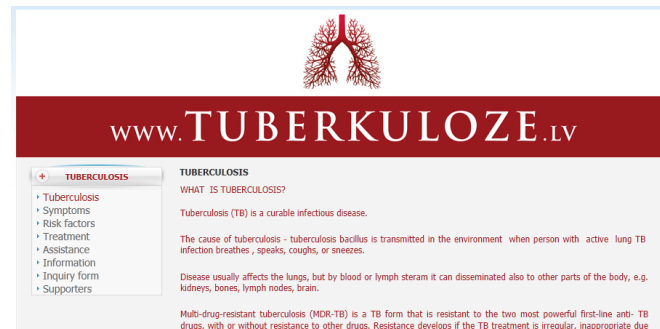 www.TUBERKULOZE.lv
TUBERCULOSIS
Tuberculosis
Symptoms
Risk factors
Treatment
Assistance
Information
Inquiry form
Supporters
TUBERCULOSIS
WHAT IS TUBERCULOSIS?
Tuberculosis (TB) is a curable infectious disease.
The cause of tuberculosis - tuberculosis bacillus is transmitted in the environment when person with active lung TB
infection breathes , speaks, coughs, or sneezes.
Disease usually affects the lungs, but by blood or lymph steram it can disseminated also to other parts of the body, e.g.
kidneys, bones, lymph nodes, brain.
Multi-drug-resistant tuberculosis (MDR-TB) is a TB form that is resistant to the two most powerful first-line anti- TB
drugs, with or without resistance to other drugs. Resistance develops if the TB treatment is irregular, inappropriate due